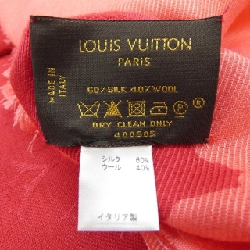 LOUIS VUITTON
PARIS
60% SILK 40% WOOL
DRY CLEAN ONLY
400505
MADE IN ITALY
シルク 60%
ウール 40%
イタリア製